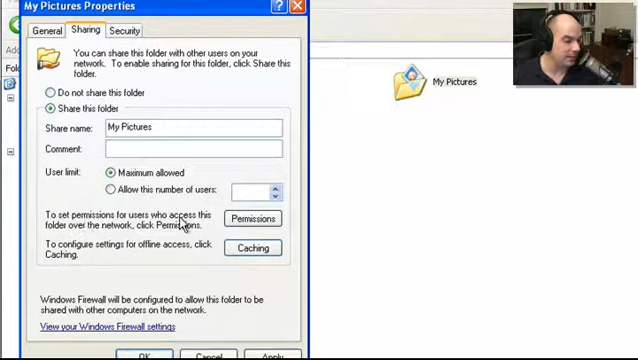 My Pictures Properties
General
Sharing
Security
You can share this folder with other users on your
network. To enable sharing for this folder, click Share this
folder.
Do not share this folder
Share this folder
Share name:
My Pictures
Comment:
User limit:
Maximum allowed
Allow this number of users:
To set permissions for users who access this
folder over the network, click Permissions.
Permissions
To configure settings for offline access, click
Caching.
Caching
Windows Firewall will be configured to allow this folder to be
shared with other computers on the network.
View your Windows Firewall settings
OK
Cancel
Apply
My Pictures